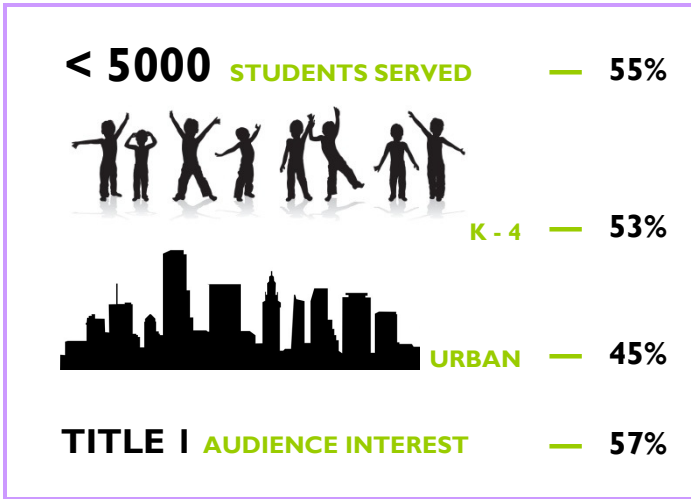 < 5000 STUDENTS SERVED — 55%
K - 4 — 53%
URBAN — 45%
TITLE I AUDIENCE INTEREST — 57%